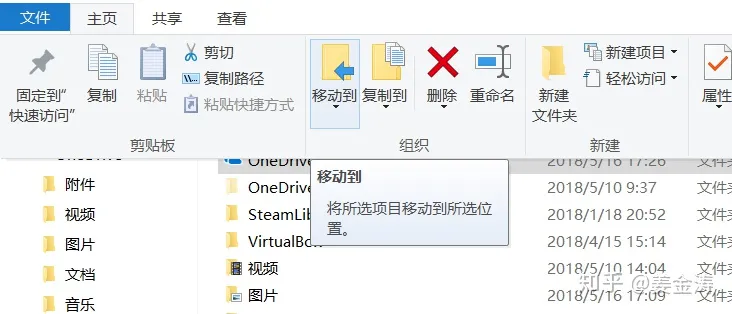 文件 主页 共享 查看
剪切
复制路径
粘贴快捷方式
固定到"
快速访问"
复制
粘贴
移动到
复制到
删除
重命名
新建
文件夹
新建项目
轻松访问
属性
剪贴板
组织
新建
OneDrive 2018/5/16 17:26 文件夹
附件
OneDrive 2018/5/10 9:37 文件夹
移动到
将所选项目移动到所选位
置。
视频
SteamLib 2018/1/18 20:52 文件夹
图片
VirtualBox 2018/4/15 15:14 文件夹
文档
视频 2018/5/10 14:04 文件夹
音乐
图片 2018/5/16 17:09 文件夹
知乎 @姜金涛